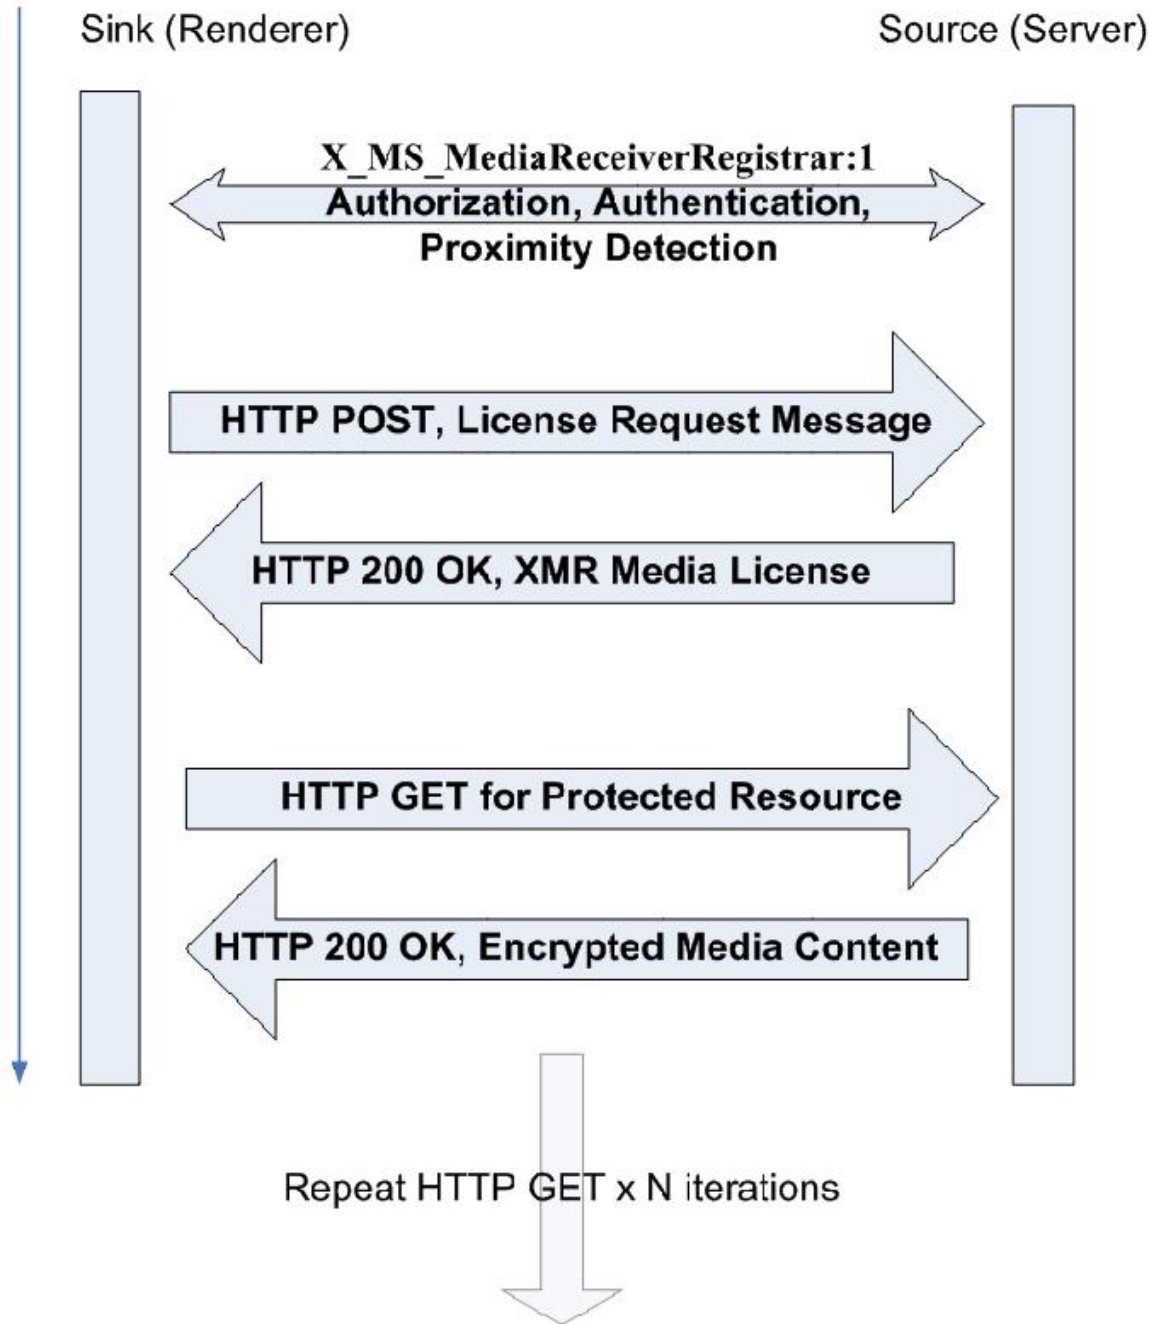 Sink (Renderer)
Source (Server)
X_MS_MediaReceiverRegistrar:1
Authorization, Authentication,
Proximity Detection
HTTP POST, License Request Message
HTTP 200 OK, XMR Media License
HTTP GET for Protected Resource
HTTP 200 OK, Encrypted Media Content
Repeat HTTP GET x N iterations